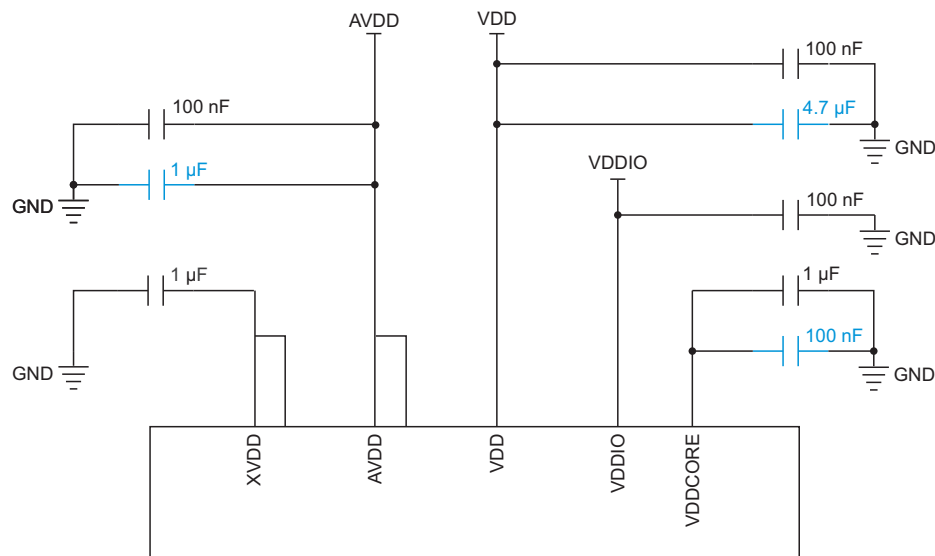 AVDD
VDD
100 nF
100 nF
4.7 µF
GND
1 µF
VDDIO
GND
100 nF
GND
1 µF
1 µF
100 nF
GND
GND
XVDD
AVDD
VDD
VDDIO
VDDCORE